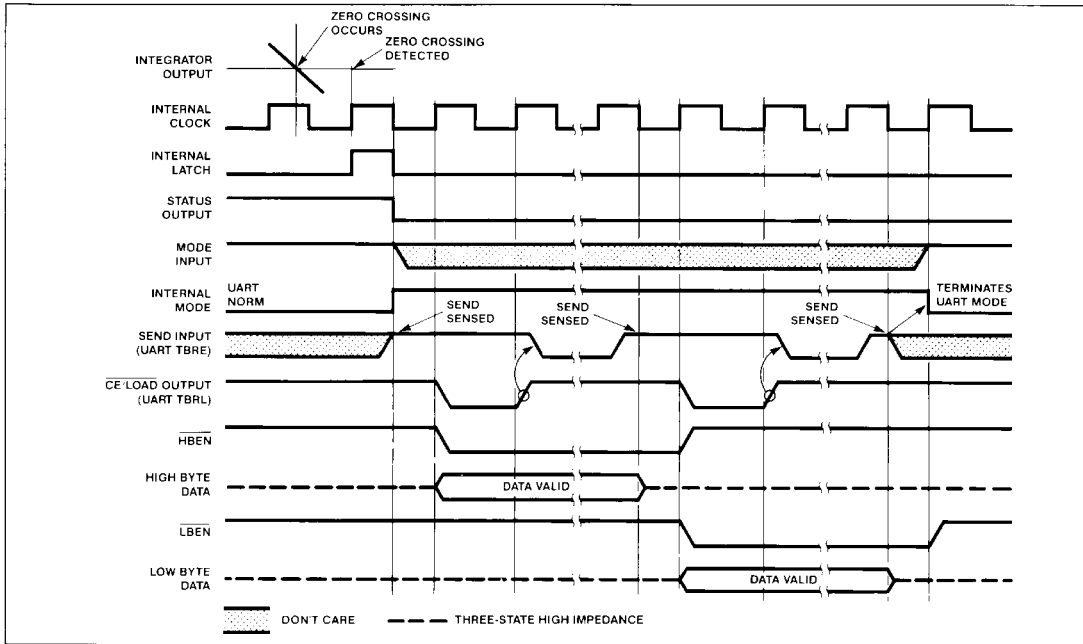 ZERO CROSSING
OCCURS
ZERO CROSSING
DETECTED
INTEGRATOR
OUTPUT
INTERNAL
CLOCK
INTERNAL
LATCH
STATUS
OUTPUT
MODE
INPUT
INTERNAL
MODE
UART
NORM
TERMINATES
UART MODE
SEND
SENSED
SEND
SENSED
SEND
SENSED
SEND INPUT
(UART TBRE)
CE/LOAD OUTPUT
(UART TBRL)
HBEN
HIGH BYTE
DATA
DATA VALID
LBEN
LOW BYTE
DATA
DATA VALID
DON'T CARE
THREE-STATE HIGH IMPEDANCE